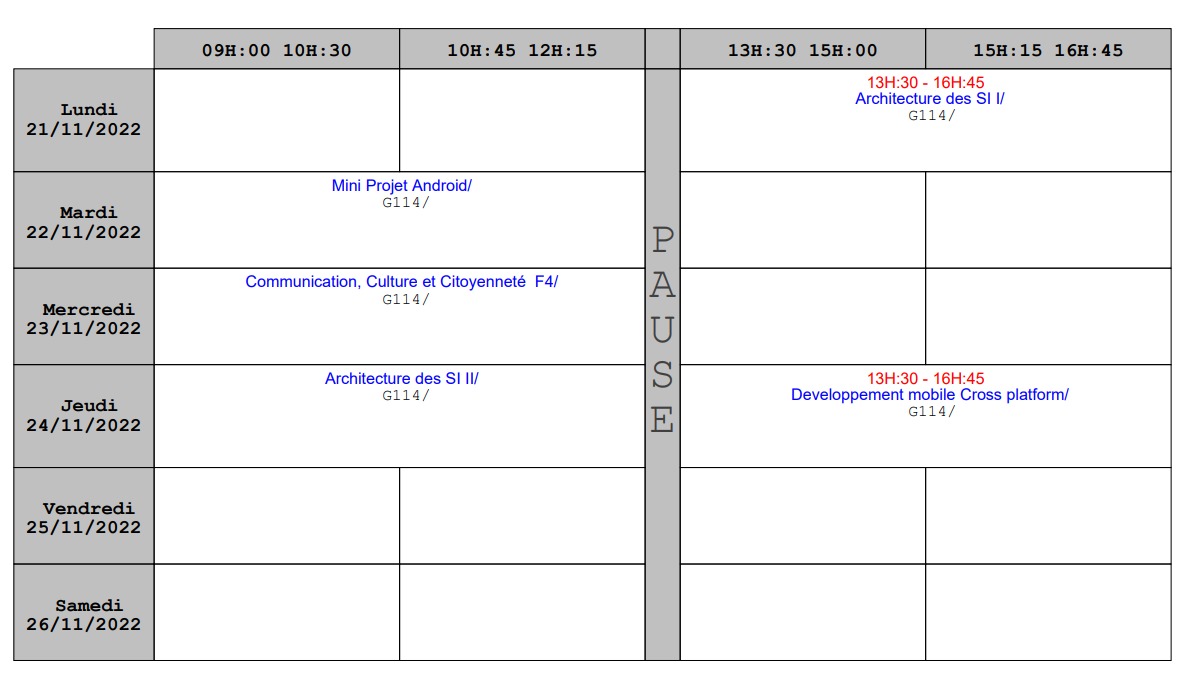 09H:00 10H:30
10H:45 12H:15
13H:30 15H:00
15H:15 16H:45
Lundi
21/11/2022
13H:30 - 16H:45
Architecture des SI I/
G114/
Mardi
22/11/2022
Mini Projet Android/
G114/
Mercredi
23/11/2022
Communication, Culture et Citoyenneté F4/
G114/
Jeudi
24/11/2022
Architecture des SI II/
G114/
13H:30 - 16H:45
Developpement mobile Cross platform/
G114/
Vendredi
25/11/2022
Samedi
26/11/2022
PAUSE